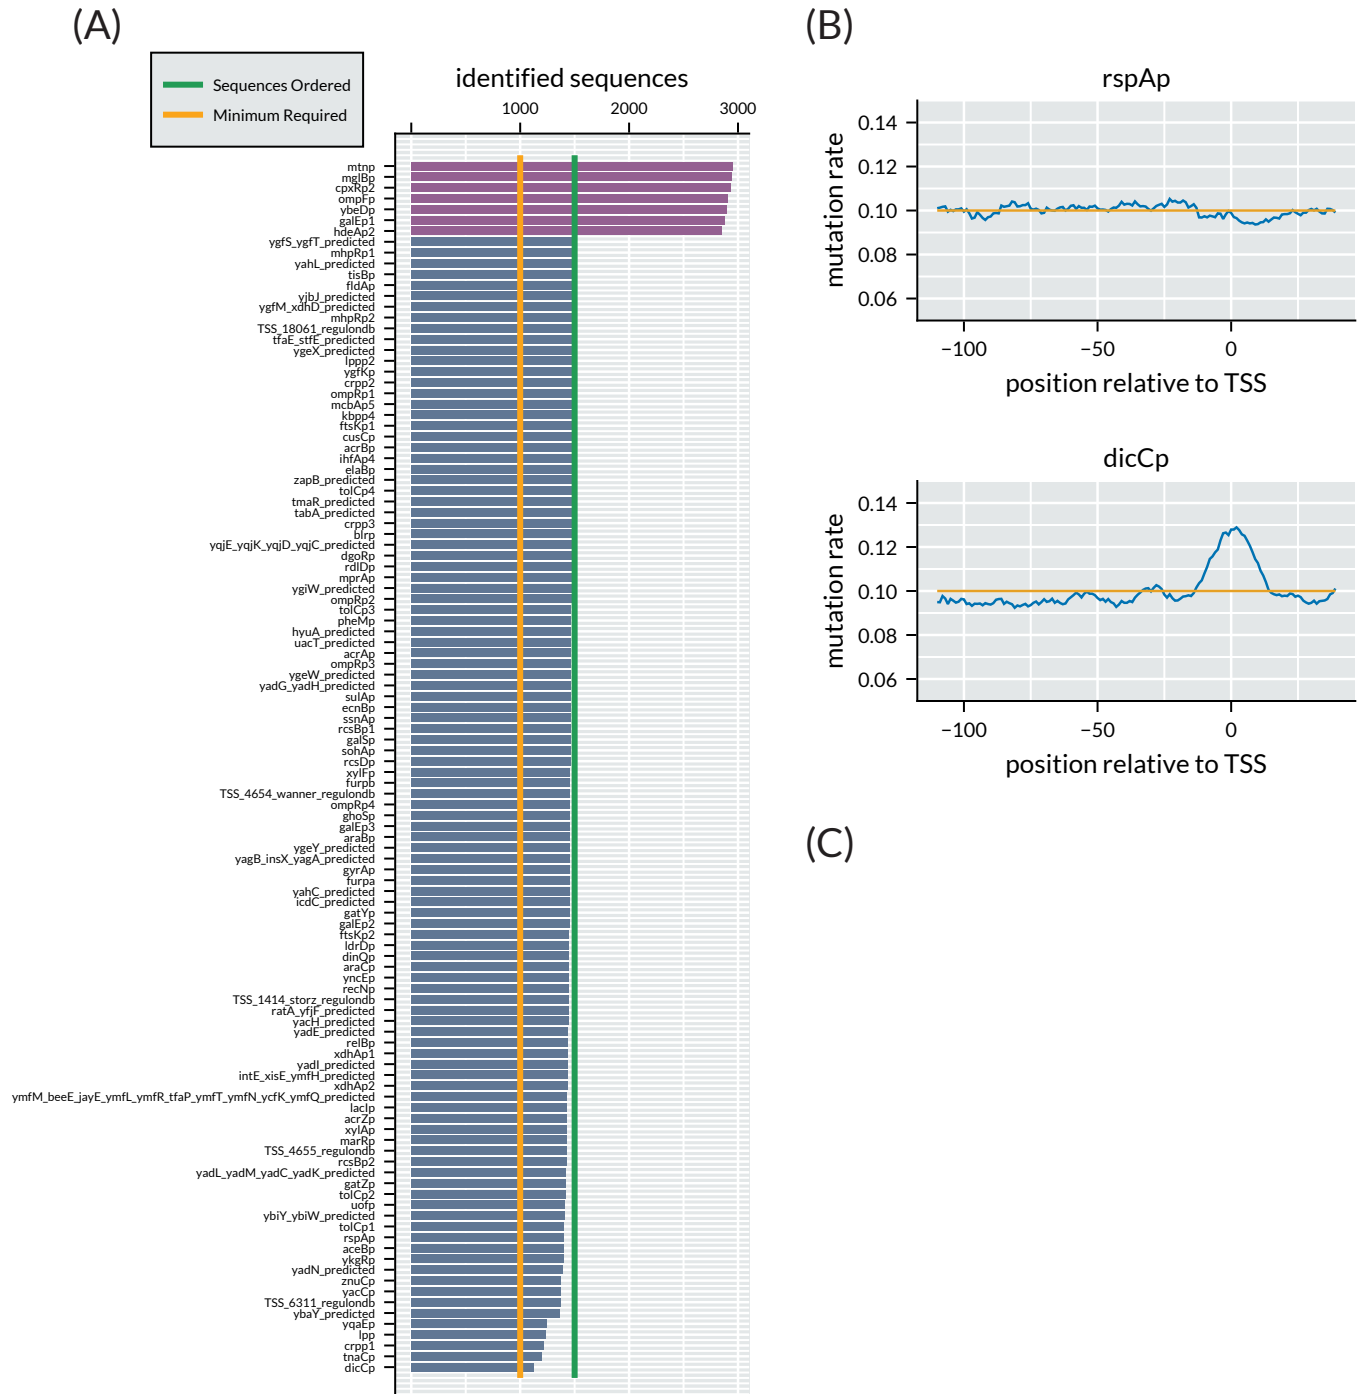 (A)
Sequences Ordered
Minimum Required
identified sequences
1000 2000 3000
mtnp
mglBp
cpxRp2
ompFp
ybeDp
galEp1
hdeAp2
ygfS_ygfT_predicted
mhpRp1
yahL_predicted
tisBp
fldAp
yjbJ_predicted
ygfM_xdhD_predicted
mhpRp2
TSS_18061_regulondb
tfaE_stfE_predicted
ygeX_predicted
lppp2
ygfKp
crpp2
ompRp1
mcbAp5
kbpp4
ftsKp1
cusCp
acrBp
ihfAp4
elaBp
zapB_predicted
tolCp4
tmaR_predicted
tabA_predicted
crpp3
blrp
yqjE_yqjK_yqjD_yqjC_predicted
dgoRp
rdlDp
mprAp
ygiW_predicted
ompRp2
tolCp3
pheMp
hyuA_predicted
uacT_predicted
acrAp
ompRp3
ygeW_predicted
yadG_yadH_predicted
sulAp
ecnBp
ssnAp
rcsBp1
galSp
sohAp
rcsDp
xylFp
furpb
TSS_4654_wanner_regulondb
ompRp4
ghoSp
galEp3
araBp
ygeY_predicted
yagB_insX_yagA_predicted
gyrAp
furpa
yahC_predicted
icdC_predicted
gatYp
galEp2
ftsKp2
ldrDp
dinQp
araCp
yncEp
recNp
TSS_1414_storz_regulondb
ratA_yfjF_predicted
yacH_predicted
yadE_predicted
relBp
xdhAp1
yadI_predicted
intE_xisE_ymfH_predicted
xdhAp2
ymfM_beeE_jayE_ymfL_ymfR_tfaP_ymfT_ymfN_ycfK_ymfQ_predicted
lacIp
acrZp
xylAp
marRp
TSS_4655_regulondb
rcsBp2
yadL_yadM_yadC_yadK_predicted
gatZp
tolCp2
uofp
ybiY_ybiW_predicted
tolCp1
rspAp
aceBp
ykgRp
yadN_predicted
znuCp
yacCp
TSS_6311_regulondb
ybaY_predicted
yqaEp
lpp
crpp1
tnaCp
dicCp
(B)
rspAp
mutation rate
0.14
0.12
0.10
0.08
0.06
−100 −50 0
position relative to TSS
dicCp
mutation rate
0.14
0.12
0.10
0.08
0.06
−100 −50 0
position relative to TSS
(C)